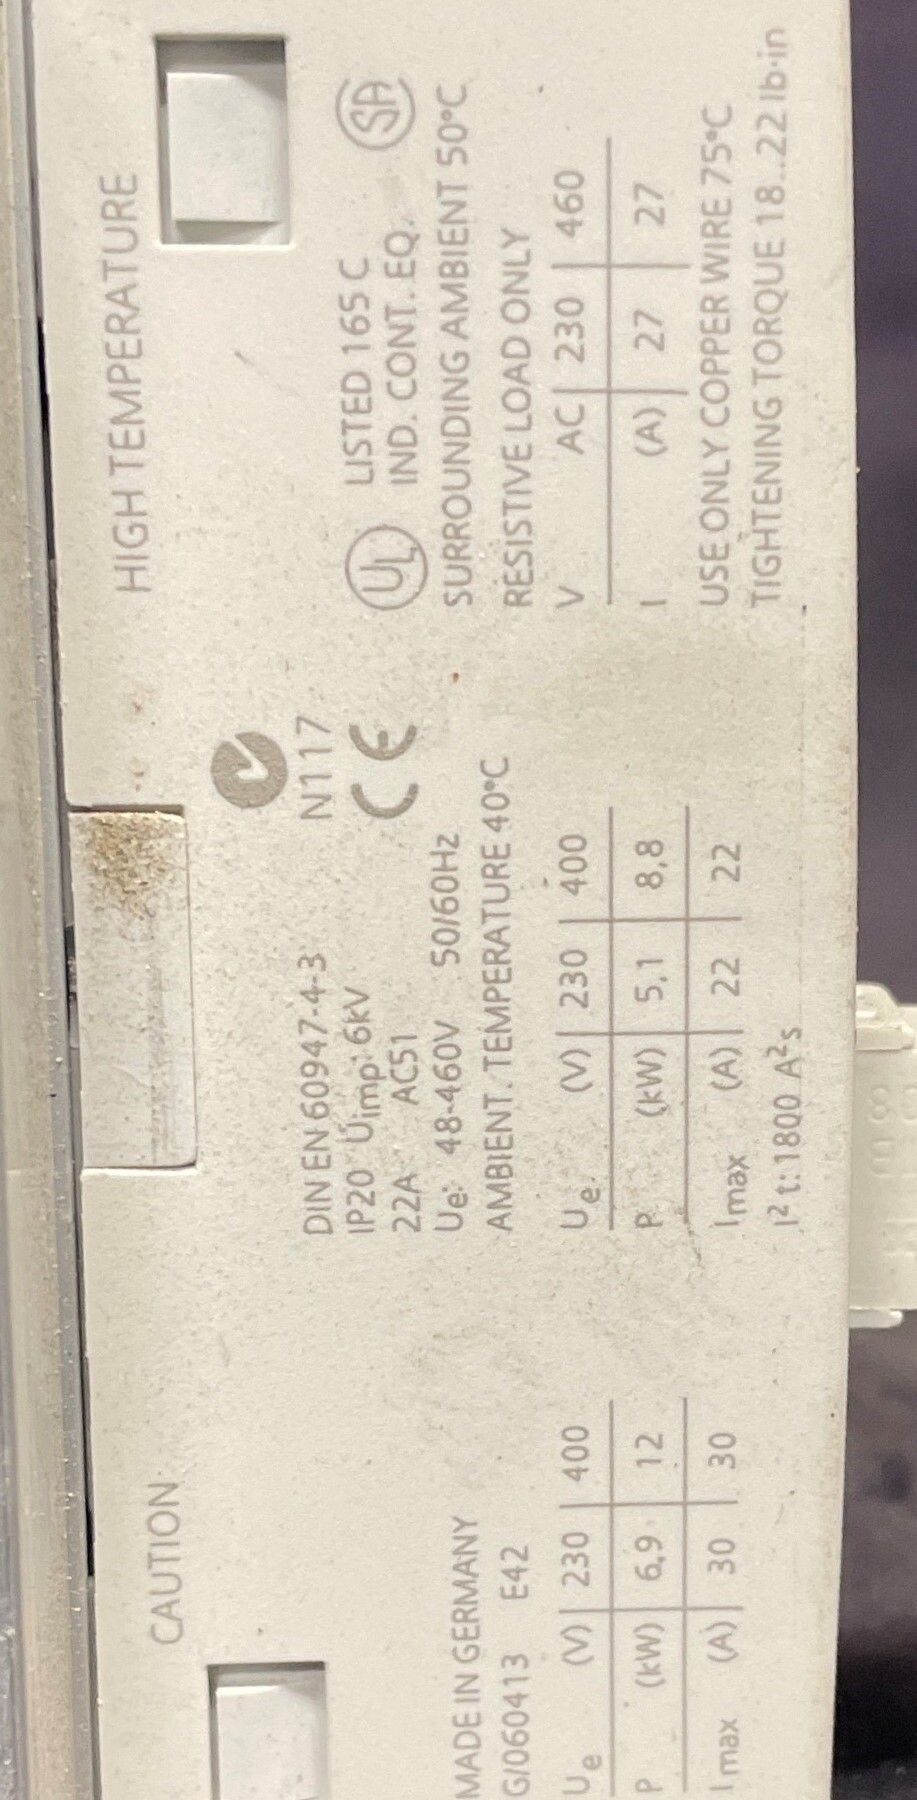 CAUTION
HIGH TEMPERATURE
MADE IN GERMANY
G/060413 E42
Ue (V) 230 400
P (kW) 6,9 12
Imax (A) 30 30
N117
DIN EN 60947-4-3
IP20 Uimp: 6kV
CE
22A AC51
Ue: 48-460V 50/60Hz
AMBIENT. TEMPERATURE 40°C
Ue (V) 230 400
P (kW) 5,1 8,8
Imax (A) 22 22
I²t: 1800 A²s
UL LISTED 165 C
IND. CONT. EQ. SA
SURROUNDING AMBIENT 50°C
RESISTIVE LOAD ONLY
V AC 230 460
I (A) 27 27
USE ONLY COPPER WIRE 75°C
TIGHTENING TORQUE 18..22 lb·in